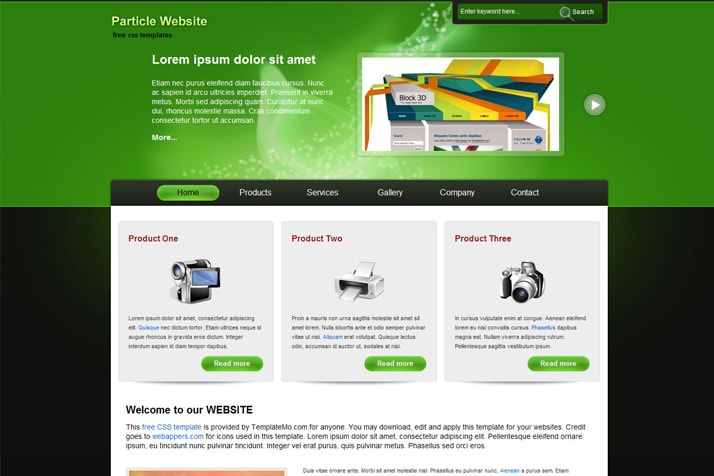 Particle Website
free css templates
Enter keyword here...
Search
Lorem ipsum dolor sit amet
Etiam nec purus eleifend diam faucibus cursus. Nunc
ac sapien id arcu ultricies imperdiet. Praesent in viverra
metus. Morbi sed adipiscing quam. Curabitur at nunc
dui, rhoncus molestie massa. Cras condimentum
consectetur tortor ut accumsan.
More...
Block 3D
Home
Products
Services
Gallery
Company
Contact
Product One
Lorem ipsum dolor sit amet, consectetur adipiscing
elit. Quisque nec dictum tortor. Etiam ultrices neque id
augue rhoncus in gravida eros dictum. Integer
interdum sapien id diam tempor dapibus.
Read more
Product Two
Proin a mauris non urna sagittis molestie sit amet sit
amet lorem. Nulla lobortis ante et odio semper pulvinar
vitae ut nisi. Aliquam erat volutpat. Quisque lectus
odio, accumsan id auctor ut, sodales at nisi.
Read more
Product Three
In cursus vulputate enim at congue. Aenean eleifend
lorem eu nisl convallis cursus. Phasellus dapibus
magna est. Nullam viverra adipiscing rutrum.
Pellentesque sagittis vestibulum ipsum.
Read more
Welcome to our WEBSITE
This free CSS template is provided by TemplateMo.com for anyone. You may download, edit and apply this template for your websites. Credit
goes to webappers.com for icons used in this template. Lorem ipsum dolor sit amet, consectetur adipiscing elit. Pellentesque eleifend ornare
ipsum, eu tincidunt nunc pulvinar tincidunt. Integer vel erat purus, quis pulvinar metus. Phasellus sed orci eros.
Duis vitae ornare ante. Morbi sit amet molestie nisl. Phasellus eu pulvinar nunc. Aenean a purus sem. Etiam